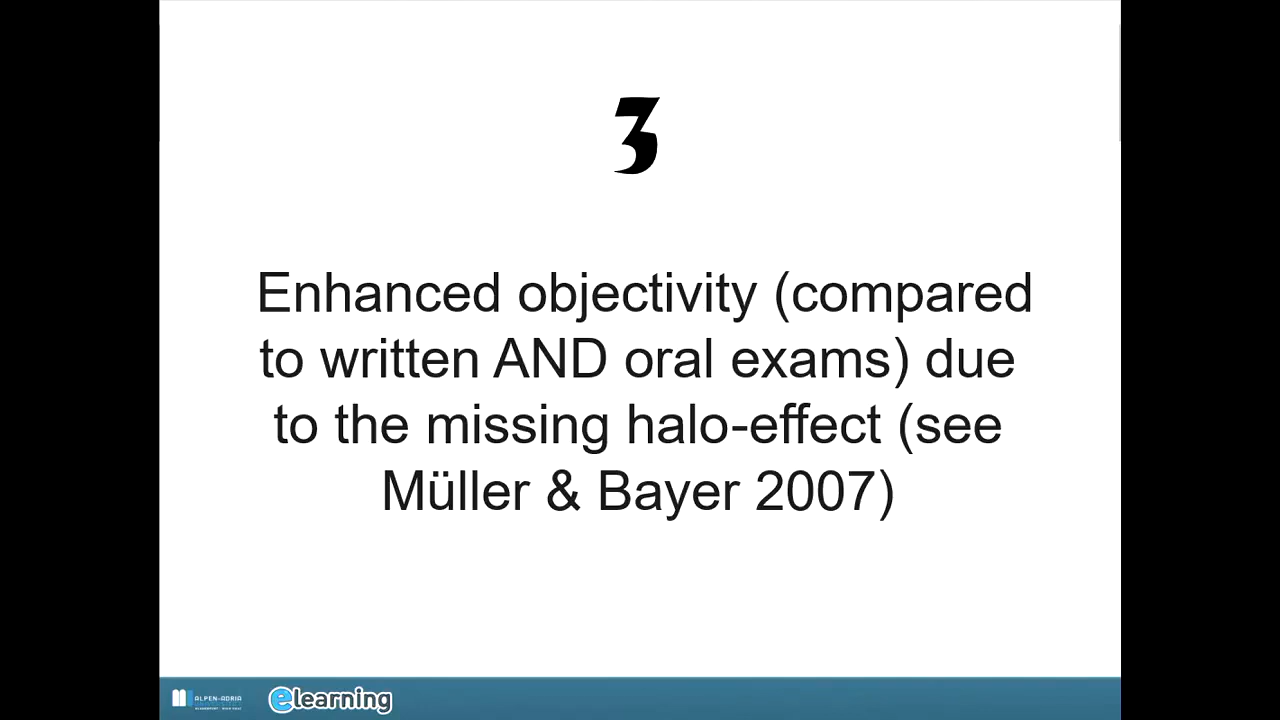 3
Enhanced objectivity (compared
to written AND oral exams) due
to the missing halo-effect (see
Müller & Bayer 2007)
ALPEN-ADRIA
elearning